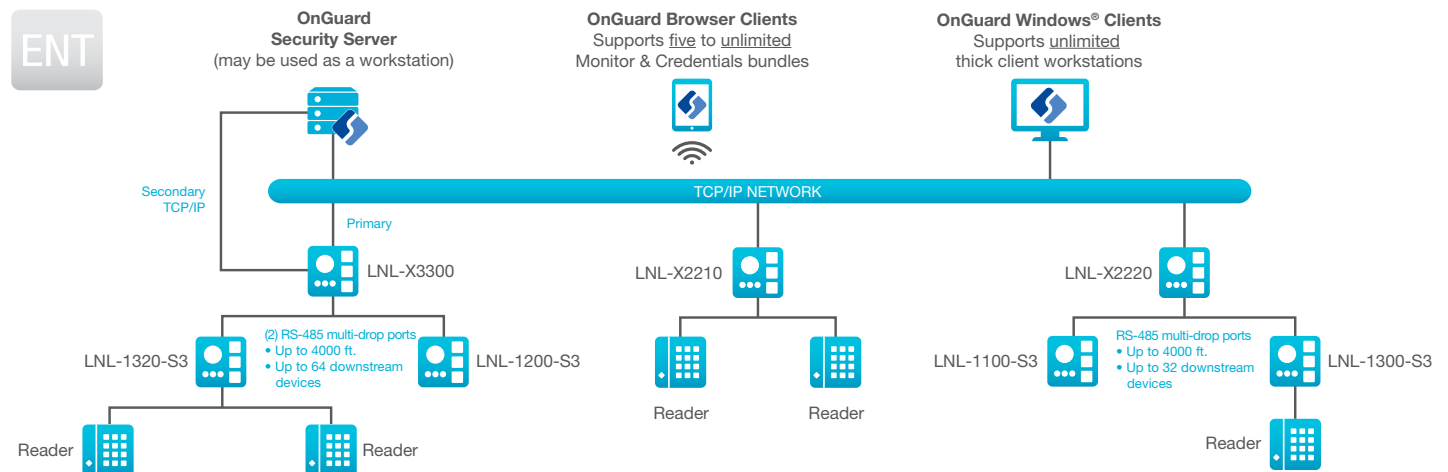 ENT
OnGuard
Security Server
(may be used as a workstation)
OnGuard Browser Clients
Supports five to unlimited
Monitor & Credentials bundles
OnGuard Windows® Clients
Supports unlimited
thick client workstations
Secondary
TCP/IP
TCP/IP NETWORK
Primary
LNL-X3300
LNL-X2210
LNL-X2220
LNL-1320-S3
(2) RS-485 multi-drop ports
• Up to 4000 ft.
• Up to 64 downstream
devices
LNL-1200-S3
LNL-1100-S3
RS-485 multi-drop ports
• Up to 4000 ft.
• Up to 32 downstream
devices
LNL-1300-S3
Reader
Reader
Reader
Reader
Reader